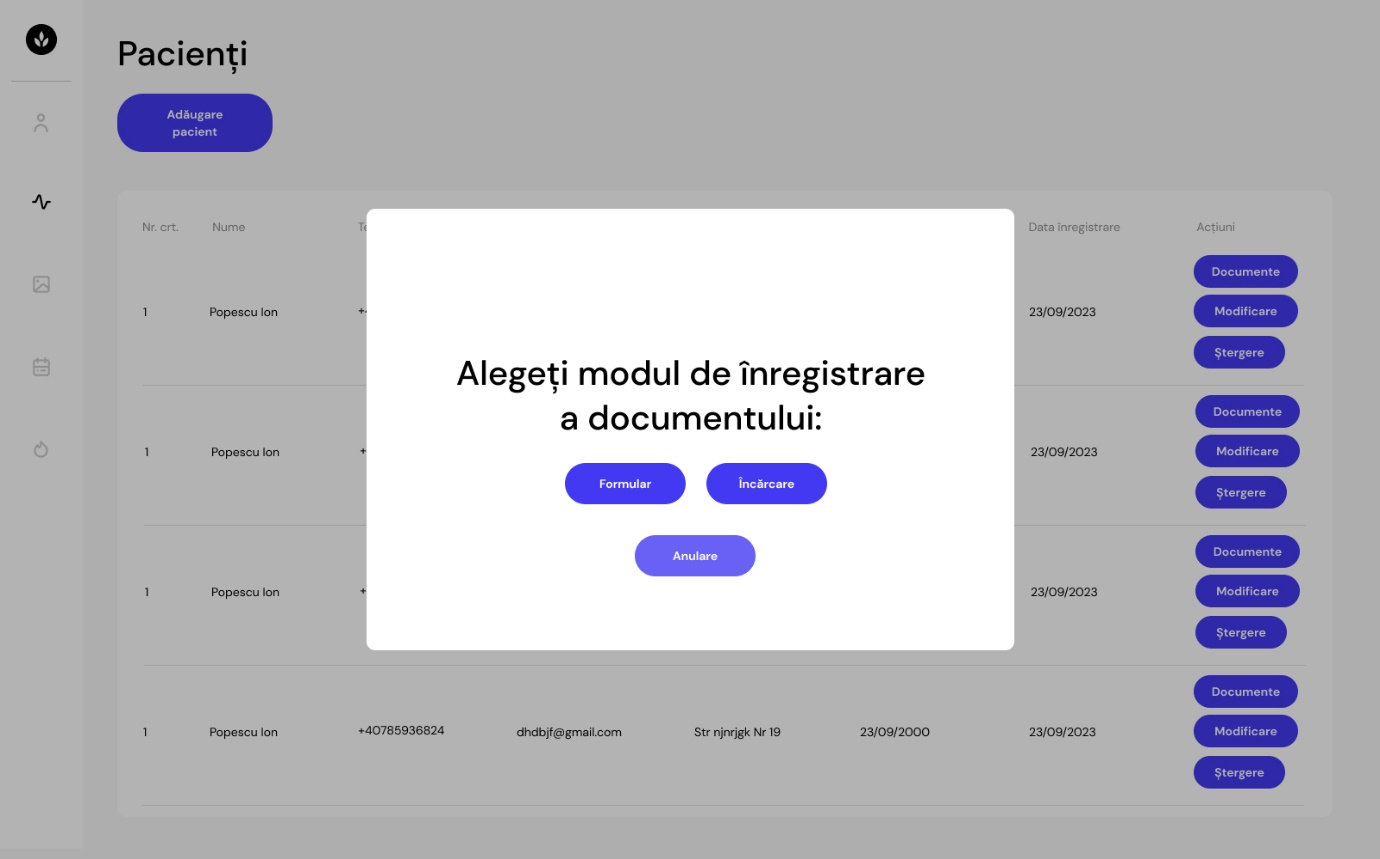 Pacienți
Adăugare
pacient
Nr. crt. Nume Data înregistrare Acțiuni
Documente
1 Popescu Ion 23/09/2023 Modificare
Ștergere
Alegeți modul de înregistrare
a documentului:
Documente
1 Popescu Ion 23/09/2023 Modificare
Formular Încărcare
Ștergere
Documente
Anulare
1 Popescu Ion 23/09/2023 Modificare
Ștergere
Documente
1 Popescu Ion +40785936824 dhdbjf@gmail.com Str njnrjgk Nr 19 23/09/2000 23/09/2023 Modificare
Ștergere